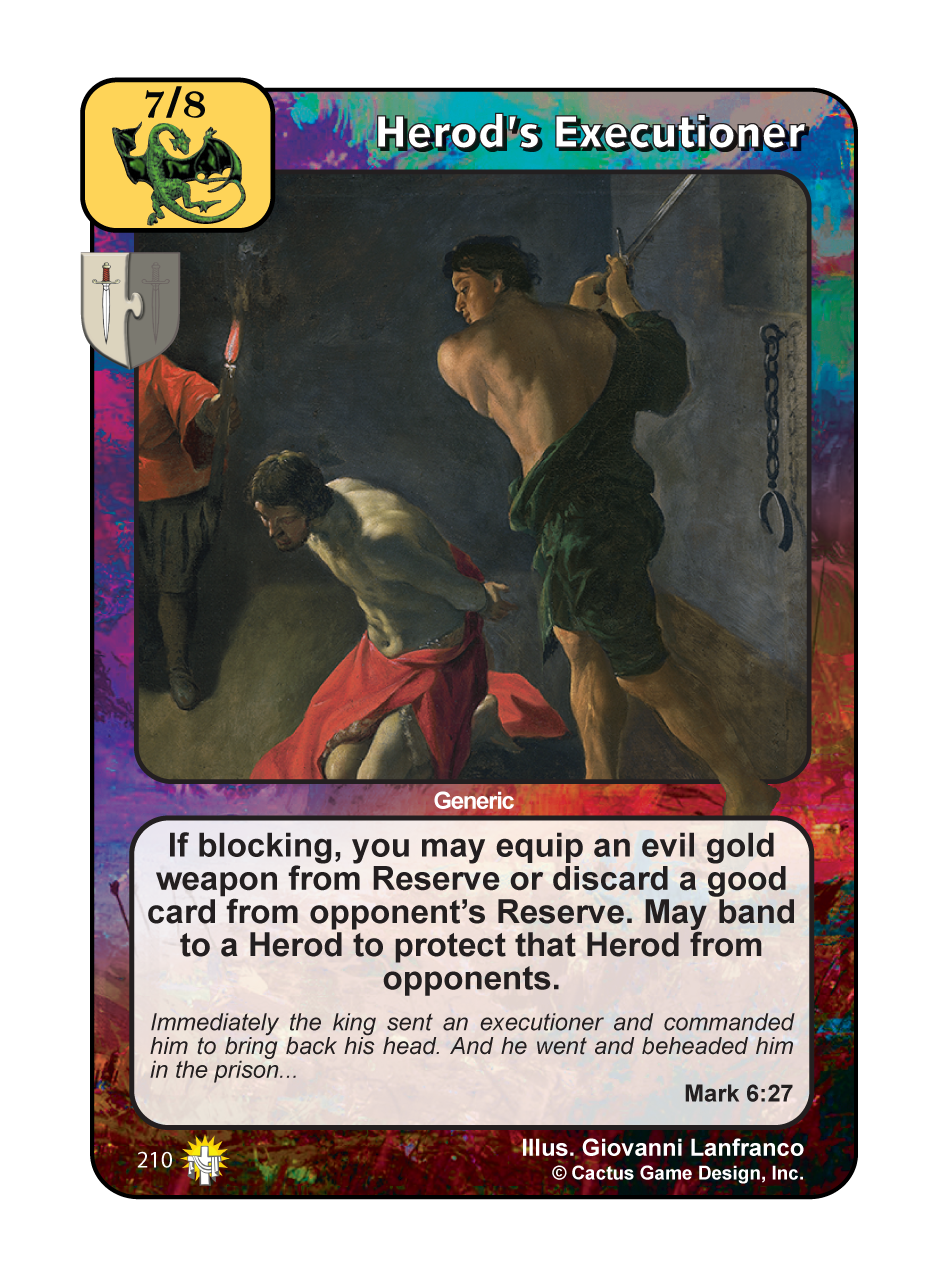 7/8
Herod's Executioner
Generic
If blocking, you may equip an evil gold
weapon from Reserve or discard a good
card from opponent’s Reserve. May band
to a Herod to protect that Herod from
opponents.
Immediately the king sent an executioner and commanded
him to bring back his head. And he went and beheaded him
in the prison...
Mark 6:27
210
Illus. Giovanni Lanfranco
© Cactus Game Design, Inc.